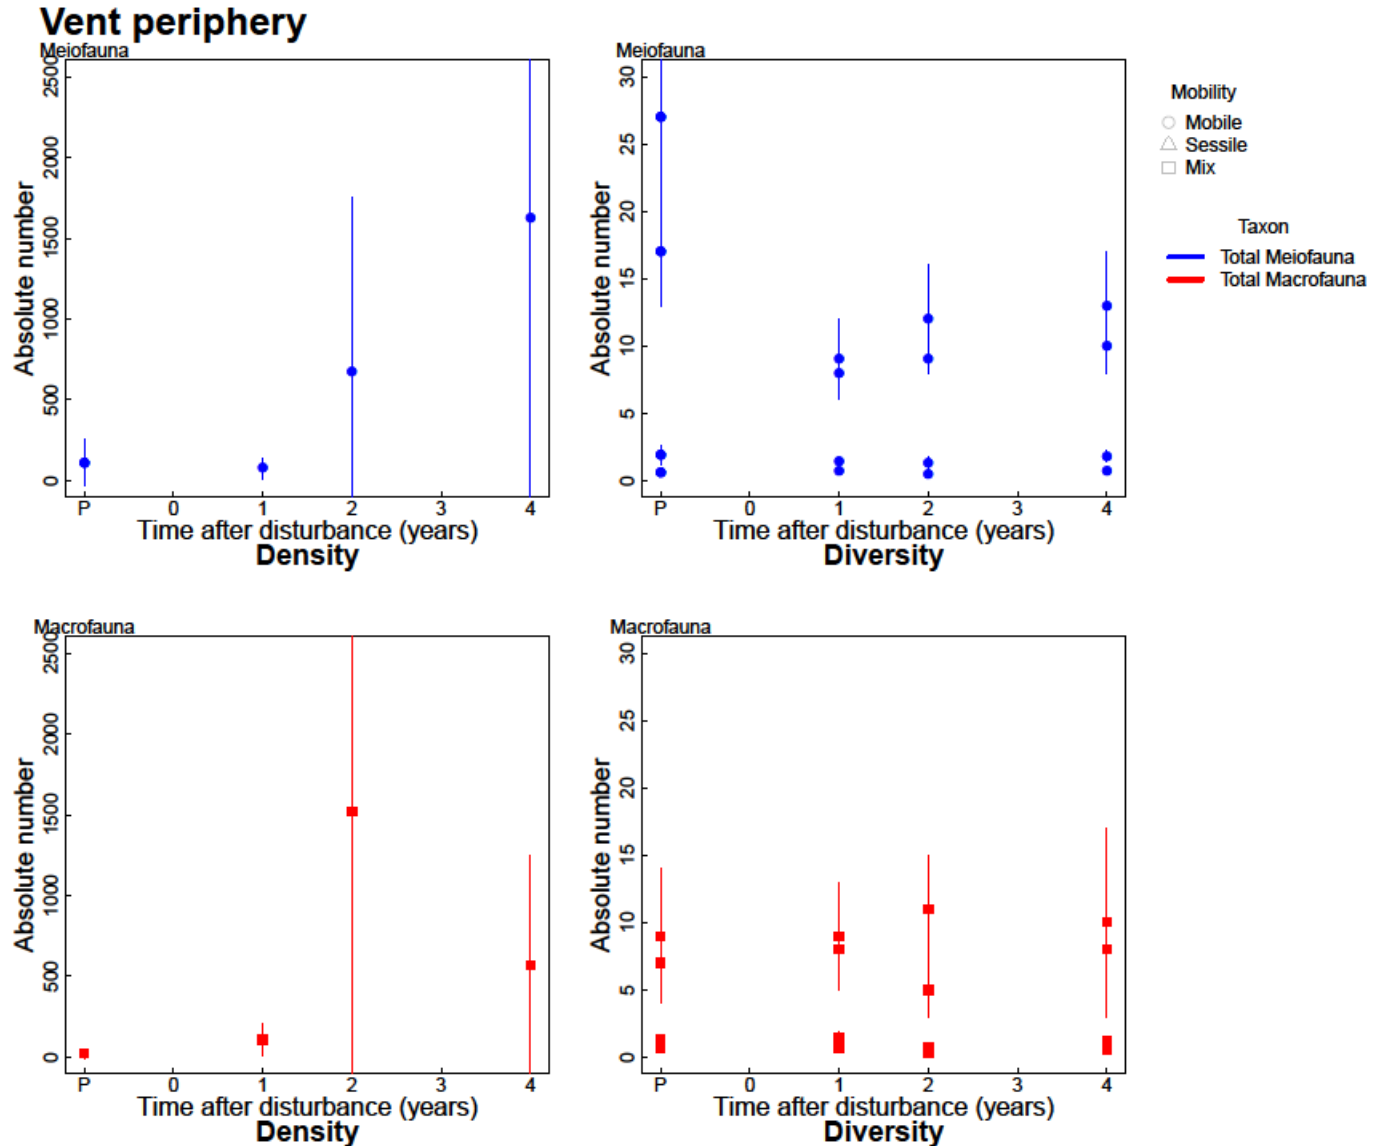 Vent periphery
Meiofauna
Absolute number
2500
2000
1500
1000
500
0
P 0 1 2 3 4
Time after disturbance (years)
Density
Meiofauna
Absolute number
30
25
20
15
10
5
0
P 0 1 2 3 4
Time after disturbance (years)
Diversity
Mobility
Mobile
Sessile
Mix
Taxon
Total Meiofauna
Total Macrofauna
Macrofauna
Absolute number
2500
2000
1500
1000
500
0
P 0 1 2 3 4
Time after disturbance (years)
Density
Macrofauna
Absolute number
30
25
20
15
10
5
0
P 0 1 2 3 4
Time after disturbance (years)
Diversity